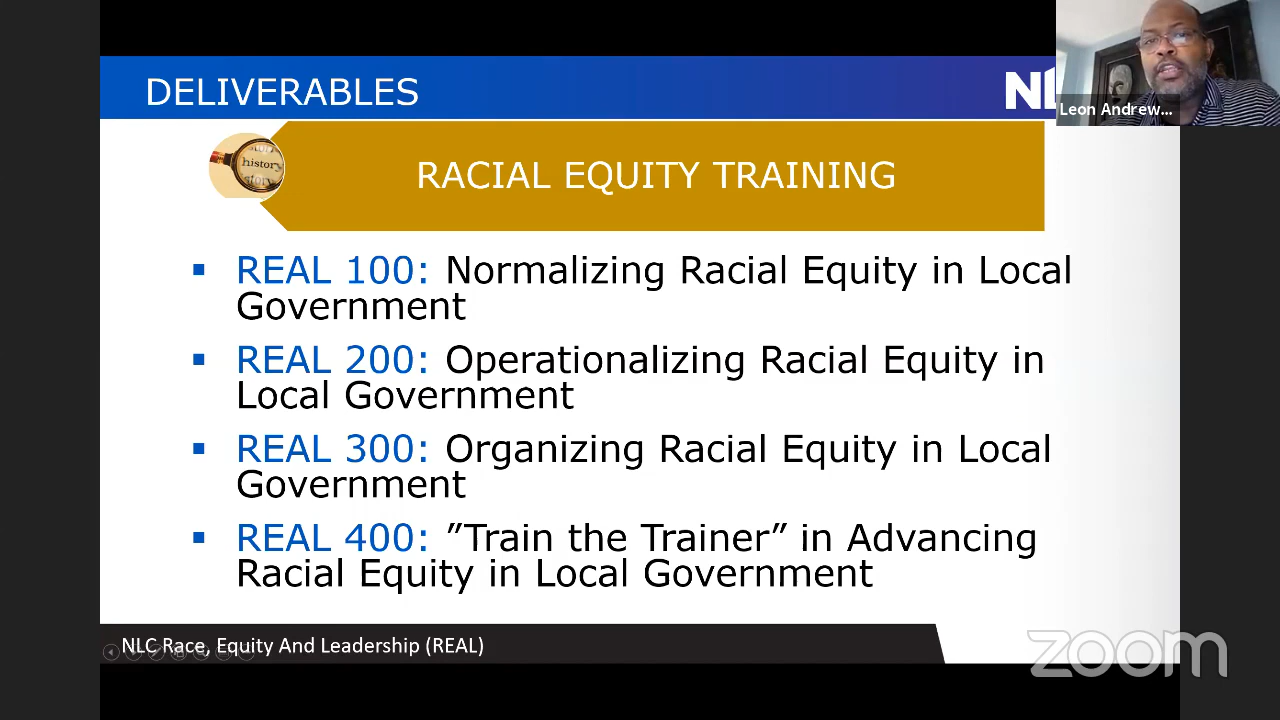 DELIVERABLES
NL
Leon Andrew...
history
RACIAL EQUITY TRAINING
▪ REAL 100: Normalizing Racial Equity in Local
Government
▪ REAL 200: Operationalizing Racial Equity in
Local Government
▪ REAL 300: Organizing Racial Equity in Local
Government
▪ REAL 400: ”Train the Trainer” in Advancing
Racial Equity in Local Government
NLC Race, Equity And Leadership (REAL)
zoom